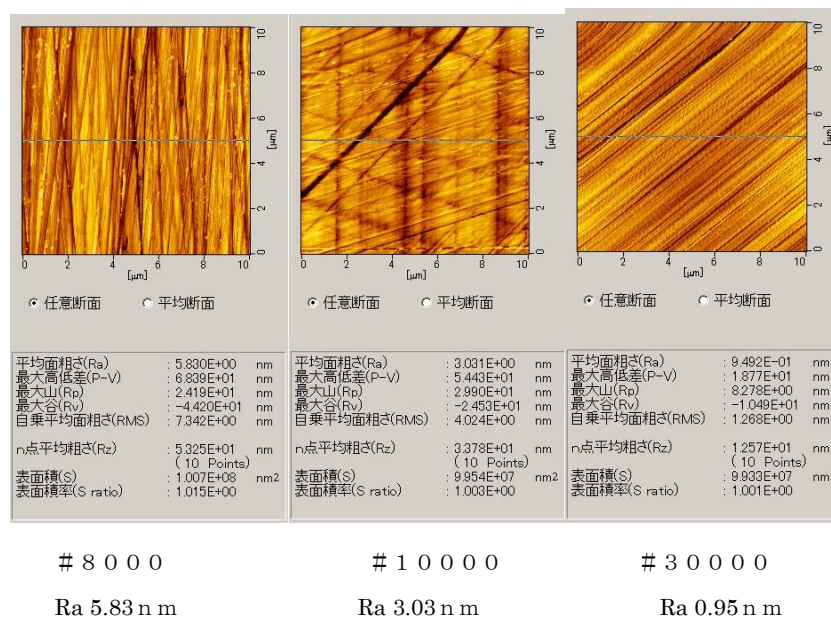 10
8
6
4
2
0
[μm]
0 2 4 6 8 10
[μm]
任意断面 平均断面
平均面粗さ(Ra) : 5.830E+00 nm
最大高低差(P-V) : 6.839E+01 nm
最大山(Rp) : 2.419E+01 nm
最大谷(Rv) : -4.420E+01 nm
自乗平均面粗さ(RMS) : 7.342E+00 nm
n点平均粗さ(Rz) : 5.325E+01 nm
( 10 Points)
表面積(S) : 1.007E+08 nm2
表面積率(S ratio) : 1.015E+00
#8000
Ra 5.83nm
10
8
6
4
2
0
[μm]
0 2 4 6 8 10
[μm]
任意断面 平均断面
平均面粗さ(Ra) : 3.031E+00 nm
最大高低差(P-V) : 5.443E+01 nm
最大山(Rp) : 2.990E+01 nm
最大谷(Rv) : -2.453E+01 nm
自乗平均面粗さ(RMS) : 4.024E+00 nm
n点平均粗さ(Rz) : 3.378E+01 nm
( 10 Points)
表面積(S) : 9.954E+07 nm2
表面積率(S ratio) : 1.003E+00
#10000
Ra 3.03nm
10
8
6
4
2
0
[μm]
0 2 4 6 8 10
[μm]
任意断面 平均断面
平均面粗さ(Ra) : 9.492E-01 nm
最大高低差(P-V) : 1.877E+01 nm
最大山(Rp) : 8.278E+00 nm
最大谷(Rv) : -1.049E+01 nm
自乗平均面粗さ(RMS) : 1.268E+00 nm
n点平均粗さ(Rz) : 1.257E+01 nm
( 10 Points)
表面積(S) : 9.933E+07 nm
表面積率(S ratio) : 1.001E+00
#30000
Ra 0.95nm